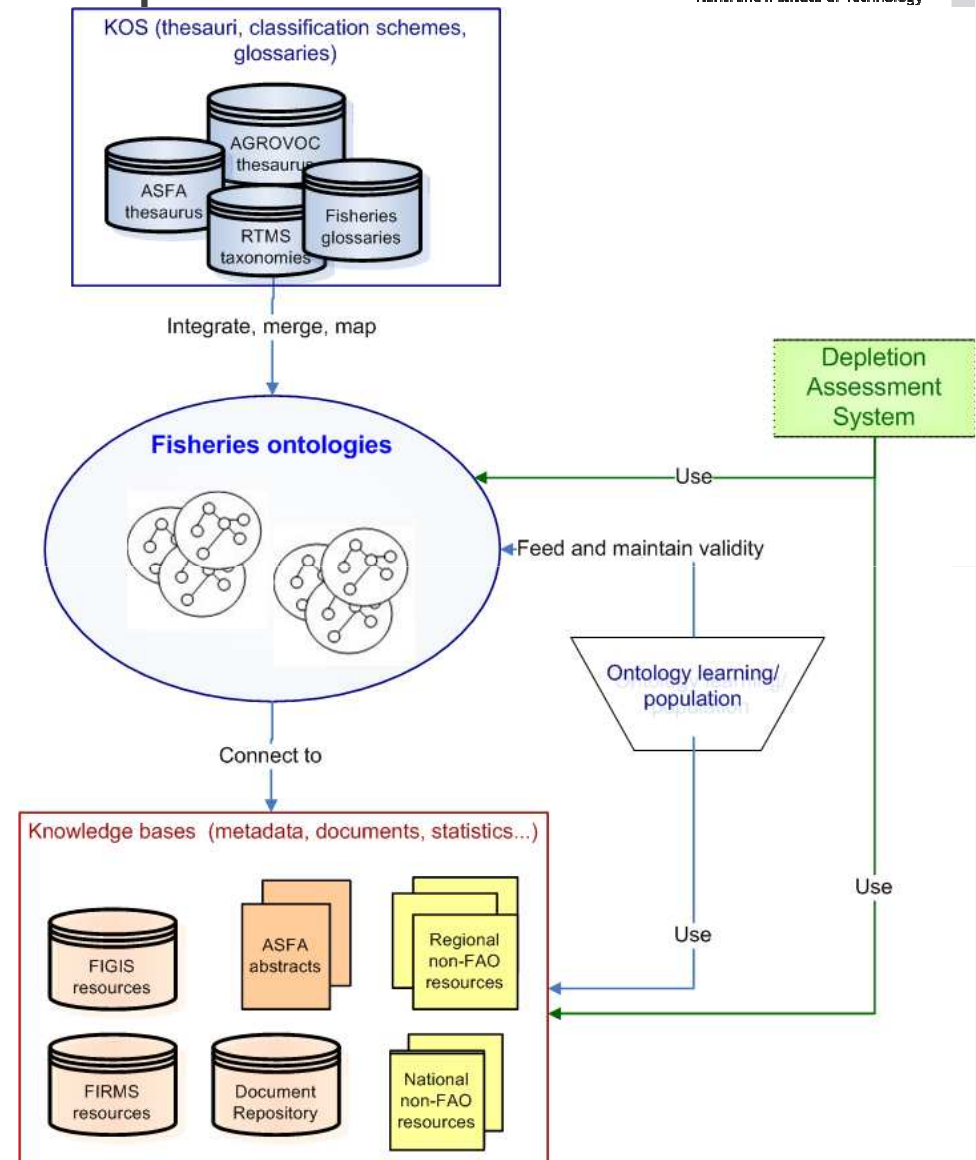 KOS (thesauri, classification schemes,
glossaries)
AGROVOC
thesaurus
ASFA
thesaurus
RTMS
taxonomies
Fisheries
glossaries
Integrate, merge, map
Depletion
Assessment
System
Fisheries ontologies
Use
Feed and maintain validity
Ontology learning/
population
Connect to
Knowledge bases (metadata, documents, statistics...)
Use
Use
FIGIS
resources
ASFA
abstracts
Regional
non-FAO
resources
FIRMS
resources
Document
Repository
National
non-FAO
resources